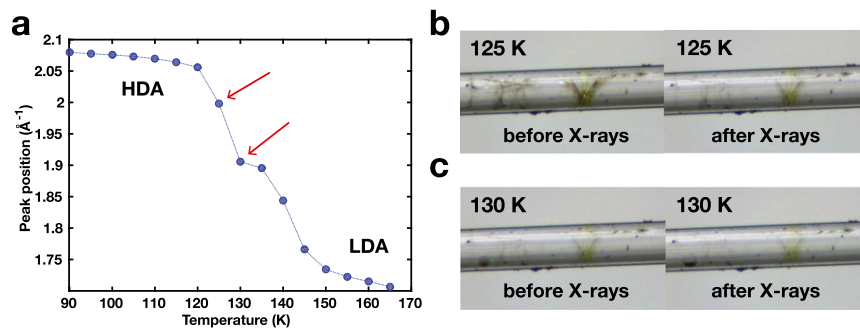 a
2.1
2.05
2
1.95
1.9
1.85
1.8
1.75
Peak position (Å⁻¹)
HDA
LDA
90 100 110 120 130 140 150 160 170
Temperature (K)
b
125 K
before X-rays
125 K
after X-rays
c
130 K
before X-rays
130 K
after X-rays